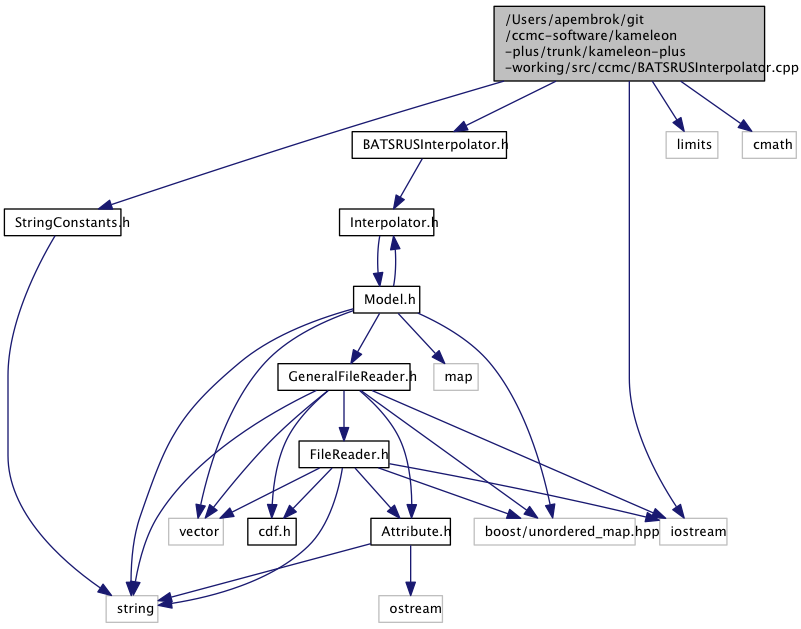 /Users/apembrok/git
/ccmc-software/kameleon
-plus/trunk/kameleon-plus
-working/src/ccmc/BATSRUSInterpolator.cpp
BATSRUSInterpolator.h
limits
cmath
StringConstants.h
Interpolator.h
Model.h
GeneralFileReader.h
map
FileReader.h
vector
cdf.h
Attribute.h
boost/unordered_map.hpp
iostream
string
ostream